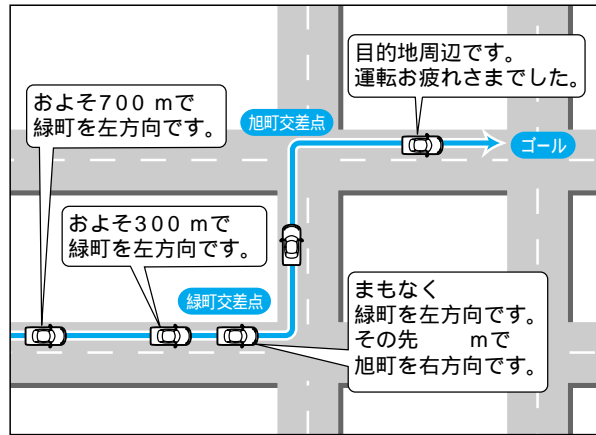 目的地周辺です。
運転お疲れさまでした。
およそ700 mで
緑町を左方向です。
旭町交差点
ゴール
およそ300 mで
緑町を左方向です。
緑町交差点
まもなく
緑町を左方向です。
その先　　mで
旭町を右方向です。